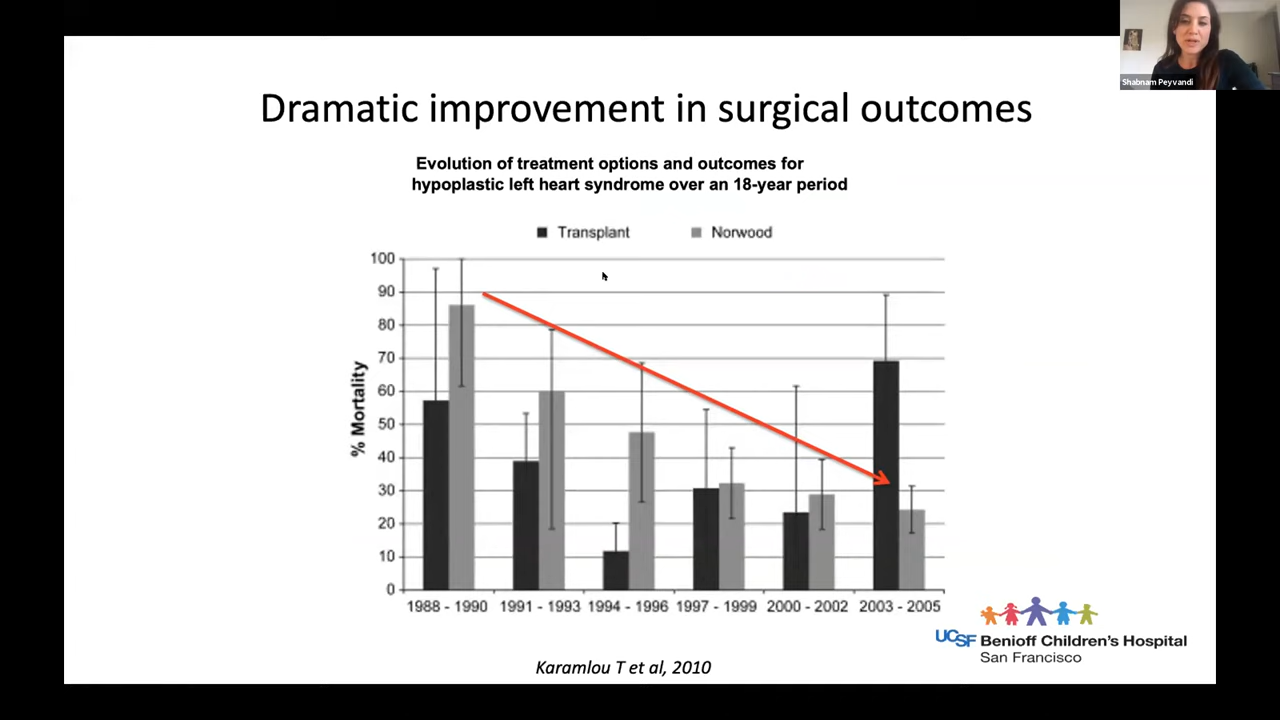 Shabnam Peyvandi
Dramatic improvement in surgical outcomes
Evolution of treatment options and outcomes for
hypoplastic left heart syndrome over an 18-year period
Transplant Norwood
% Mortality
100
90
80
70
60
50
40
30
20
10
0
1988 - 1990 1991 - 1993 1994 - 1996 1997 - 1999 2000 - 2002 2003 - 2005
UCSF Benioff Children's Hospital
San Francisco
Karamlou T et al, 2010